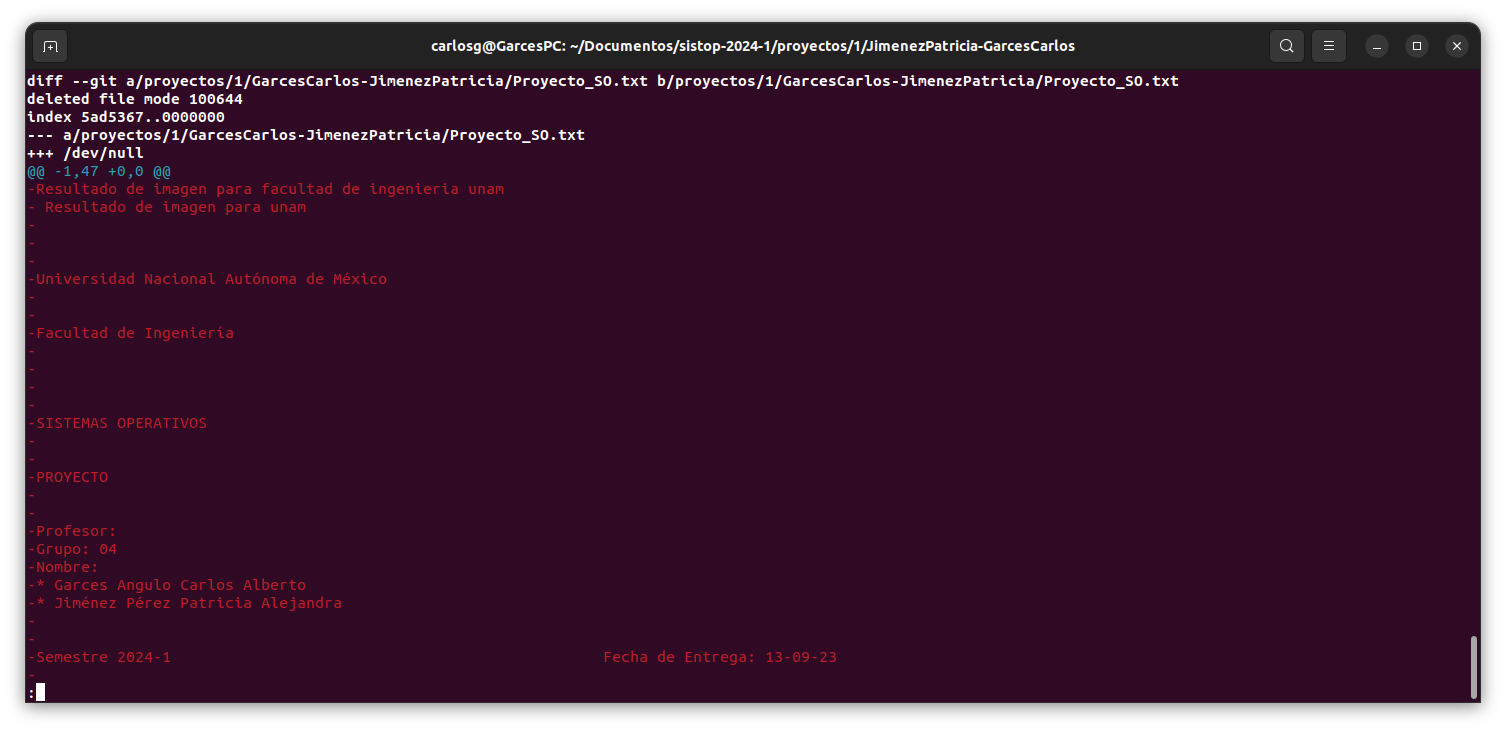 carlosg@GarcesPC: ~/Documentos/sistop-2024-1/proyectos/1/JimenezPatricia-GarcesCarlos
diff --git a/proyectos/1/GarcesCarlos-JimenezPatricia/Proyecto_SO.txt b/proyectos/1/GarcesCarlos-JimenezPatricia/Proyecto_SO.txt
deleted file mode 100644
index 5ad5367..0000000
--- a/proyectos/1/GarcesCarlos-JimenezPatricia/Proyecto_SO.txt
+++ /dev/null
@@ -1,47 +0,0 @@
-Resultado de imagen para facultad de ingenieria unam
- Resultado de imagen para unam
-
-
-
-Universidad Nacional Autónoma de México
-
-
-Facultad de Ingenieria
-
-
-
-
-SISTEMAS OPERATIVOS
-
-
-PROYECTO
-
-
-Profesor:
-Grupo: 04
-Nombre:
-* Garces Angulo Carlos Alberto
-* Jiménez Pérez Patricia Alejandra
-
-
-Semestre 2024-1                                                Fecha de Entrega: 13-09-23
-
: